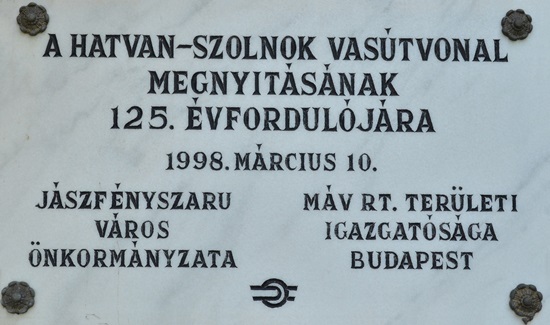 A HATVAN-SZOLNOK VASÚTVONAL
MEGNYITÁSÁNAK
125. ÉVFORDULÓJÁRA
1998. MÁRCIUS 10.
JÁSZFÉNYSZARU
VÁROS
ÖNKORMÁNYZATA
MÁV RT. TERÜLETI
IGAZGATÓSÁGA
BUDAPEST